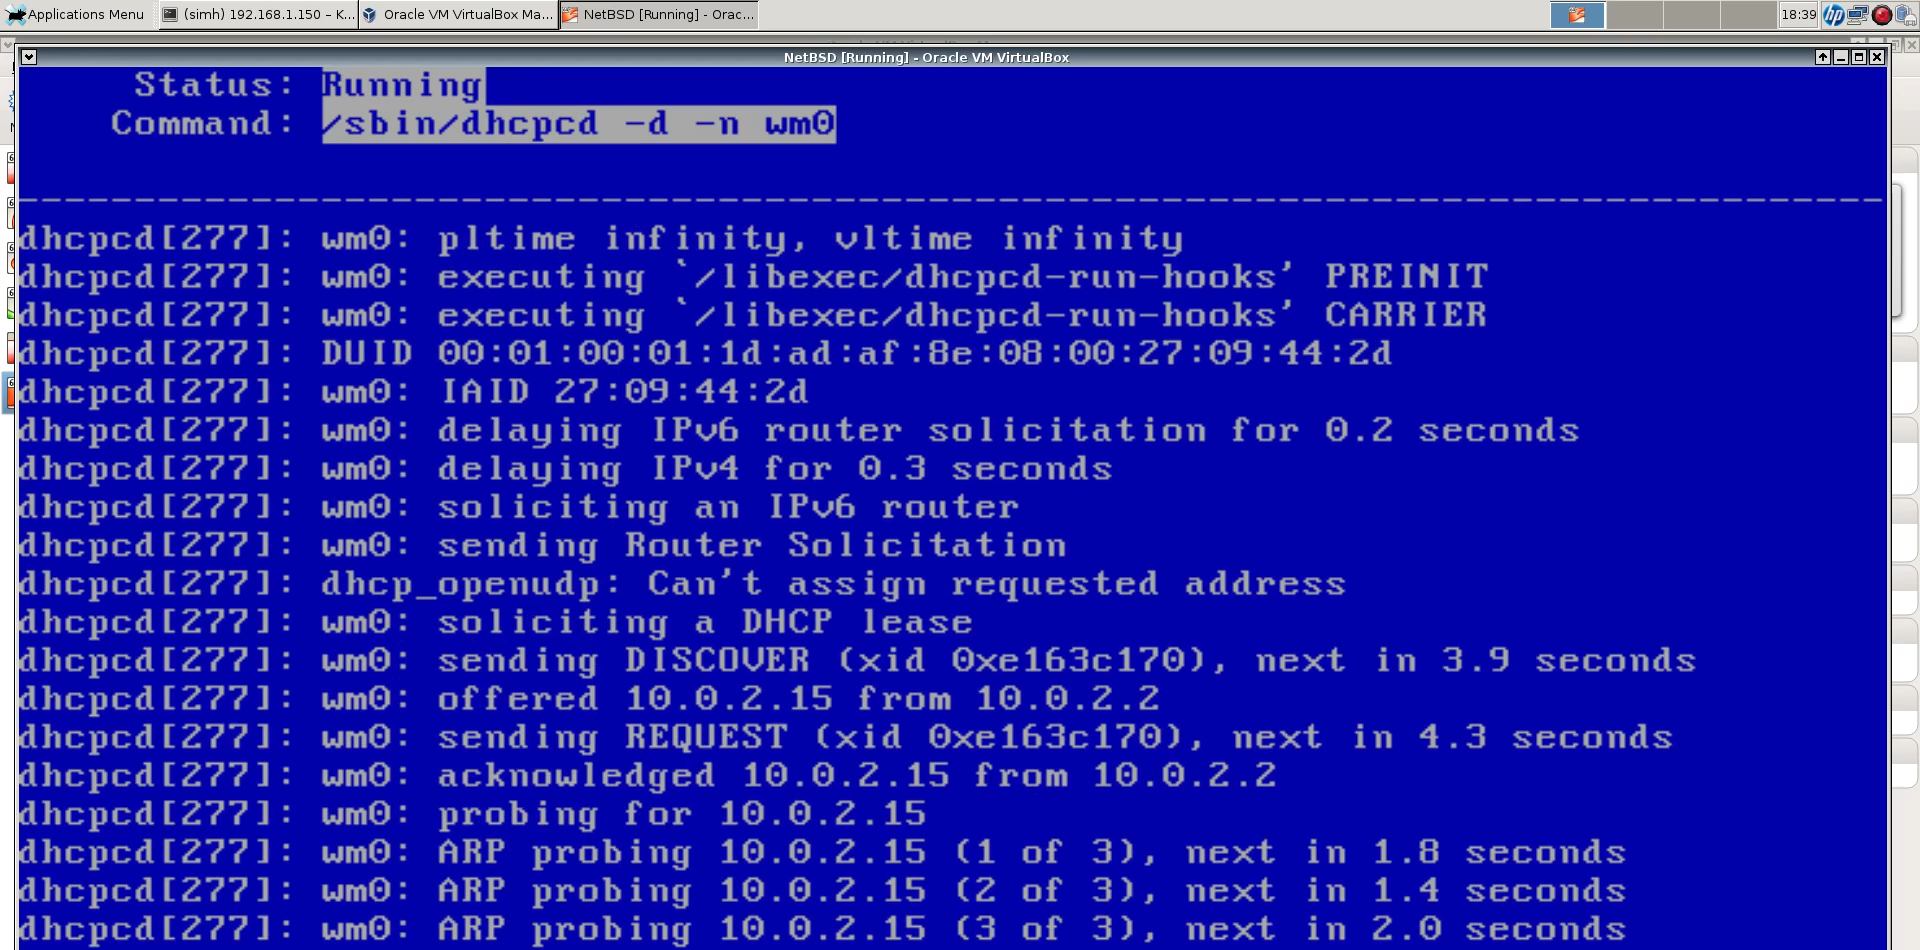 Applications Menu
(simh) 192.168.1.150 – K...
Oracle VM VirtualBox Ma...
NetBSD [Running] - Orac...
18:39
hp
NetBSD [Running] - Oracle VM VirtualBox
Status: Running
Command: /sbin/dhcpcd -d -n wm0
--------------------------------------------------------------------------------
dhcpcd[277]: wm0: pltime infinity, vltime infinity
dhcpcd[277]: wm0: executing `/libexec/dhcpcd-run-hooks' PREINIT
dhcpcd[277]: wm0: executing `/libexec/dhcpcd-run-hooks' CARRIER
dhcpcd[277]: DUID 00:01:00:01:1d:ad:af:8e:08:00:27:09:44:2d
dhcpcd[277]: wm0: IAID 27:09:44:2d
dhcpcd[277]: wm0: delaying IPv6 router solicitation for 0.2 seconds
dhcpcd[277]: wm0: delaying IPv4 for 0.3 seconds
dhcpcd[277]: wm0: soliciting an IPv6 router
dhcpcd[277]: wm0: sending Router Solicitation
dhcpcd[277]: dhcp_openudp: Can't assign requested address
dhcpcd[277]: wm0: soliciting a DHCP lease
dhcpcd[277]: wm0: sending DISCOVER (xid 0xe163c170), next in 3.9 seconds
dhcpcd[277]: wm0: offered 10.0.2.15 from 10.0.2.2
dhcpcd[277]: wm0: sending REQUEST (xid 0xe163c170), next in 4.3 seconds
dhcpcd[277]: wm0: acknowledged 10.0.2.15 from 10.0.2.2
dhcpcd[277]: wm0: probing for 10.0.2.15
dhcpcd[277]: wm0: ARP probing 10.0.2.15 (1 of 3), next in 1.8 seconds
dhcpcd[277]: wm0: ARP probing 10.0.2.15 (2 of 3), next in 1.4 seconds
dhcpcd[277]: wm0: ARP probing 10.0.2.15 (3 of 3), next in 2.0 seconds